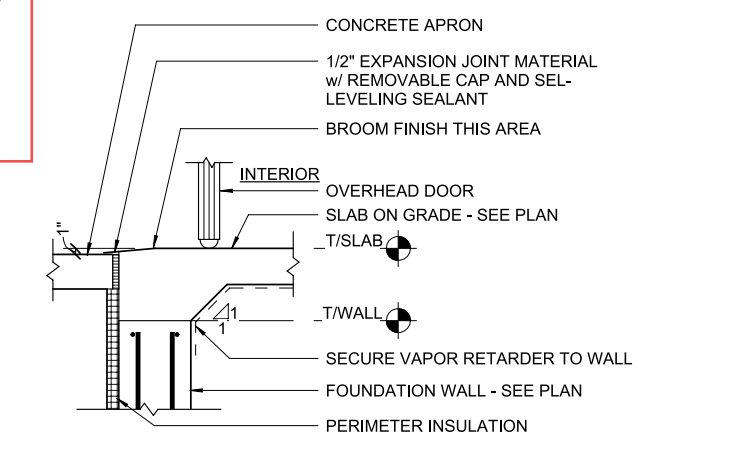 CONCRETE APRON
1/2" EXPANSION JOINT MATERIAL
w/ REMOVABLE CAP AND SEL-
LEVELING SEALANT
BROOM FINISH THIS AREA
INTERIOR
OVERHEAD DOOR
SLAB ON GRADE - SEE PLAN
1"
T/SLAB
1
1
T/WALL
SECURE VAPOR RETARDER TO WALL
FOUNDATION WALL - SEE PLAN
PERIMETER INSULATION